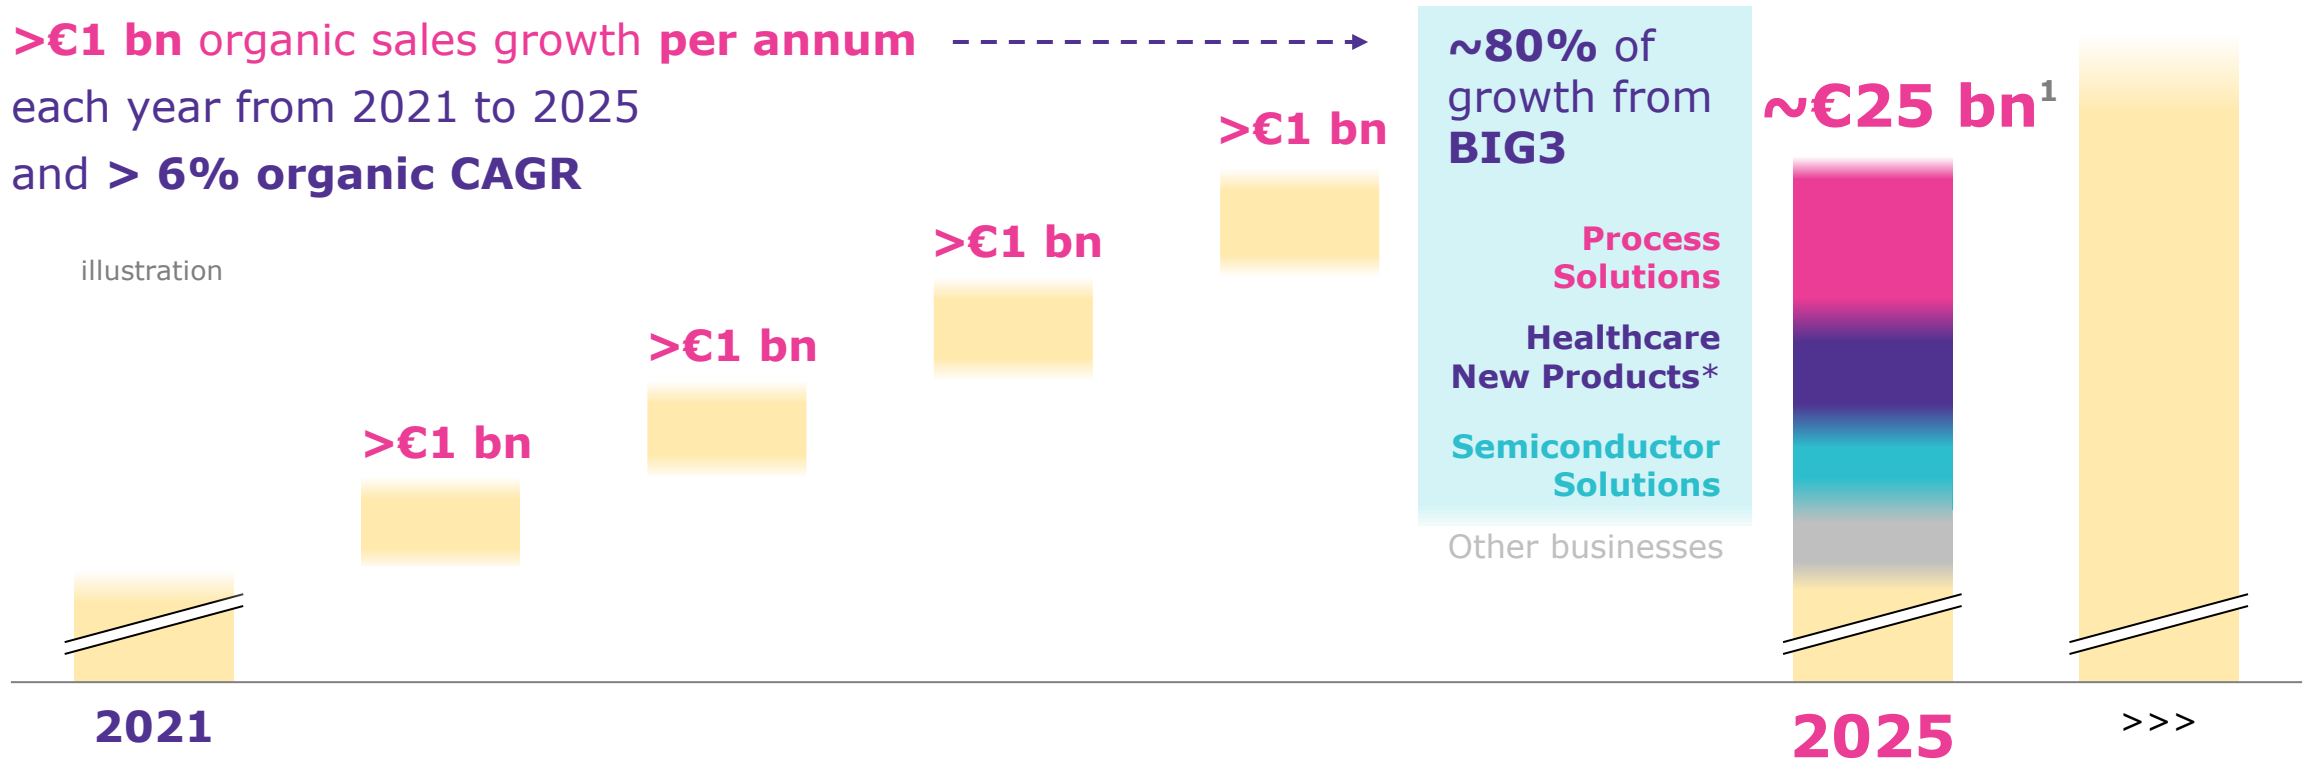 >€1 bn organic sales growth per annum
each year from 2021 to 2025
and > 6% organic CAGR
illustration
>€1 bn
>€1 bn
>€1 bn
>€1 bn
~80% of
growth from
BIG3
Process
Solutions
Healthcare
New Products*
Semiconductor
Solutions
Other businesses
~€25 bn¹
2021
2025
>>>